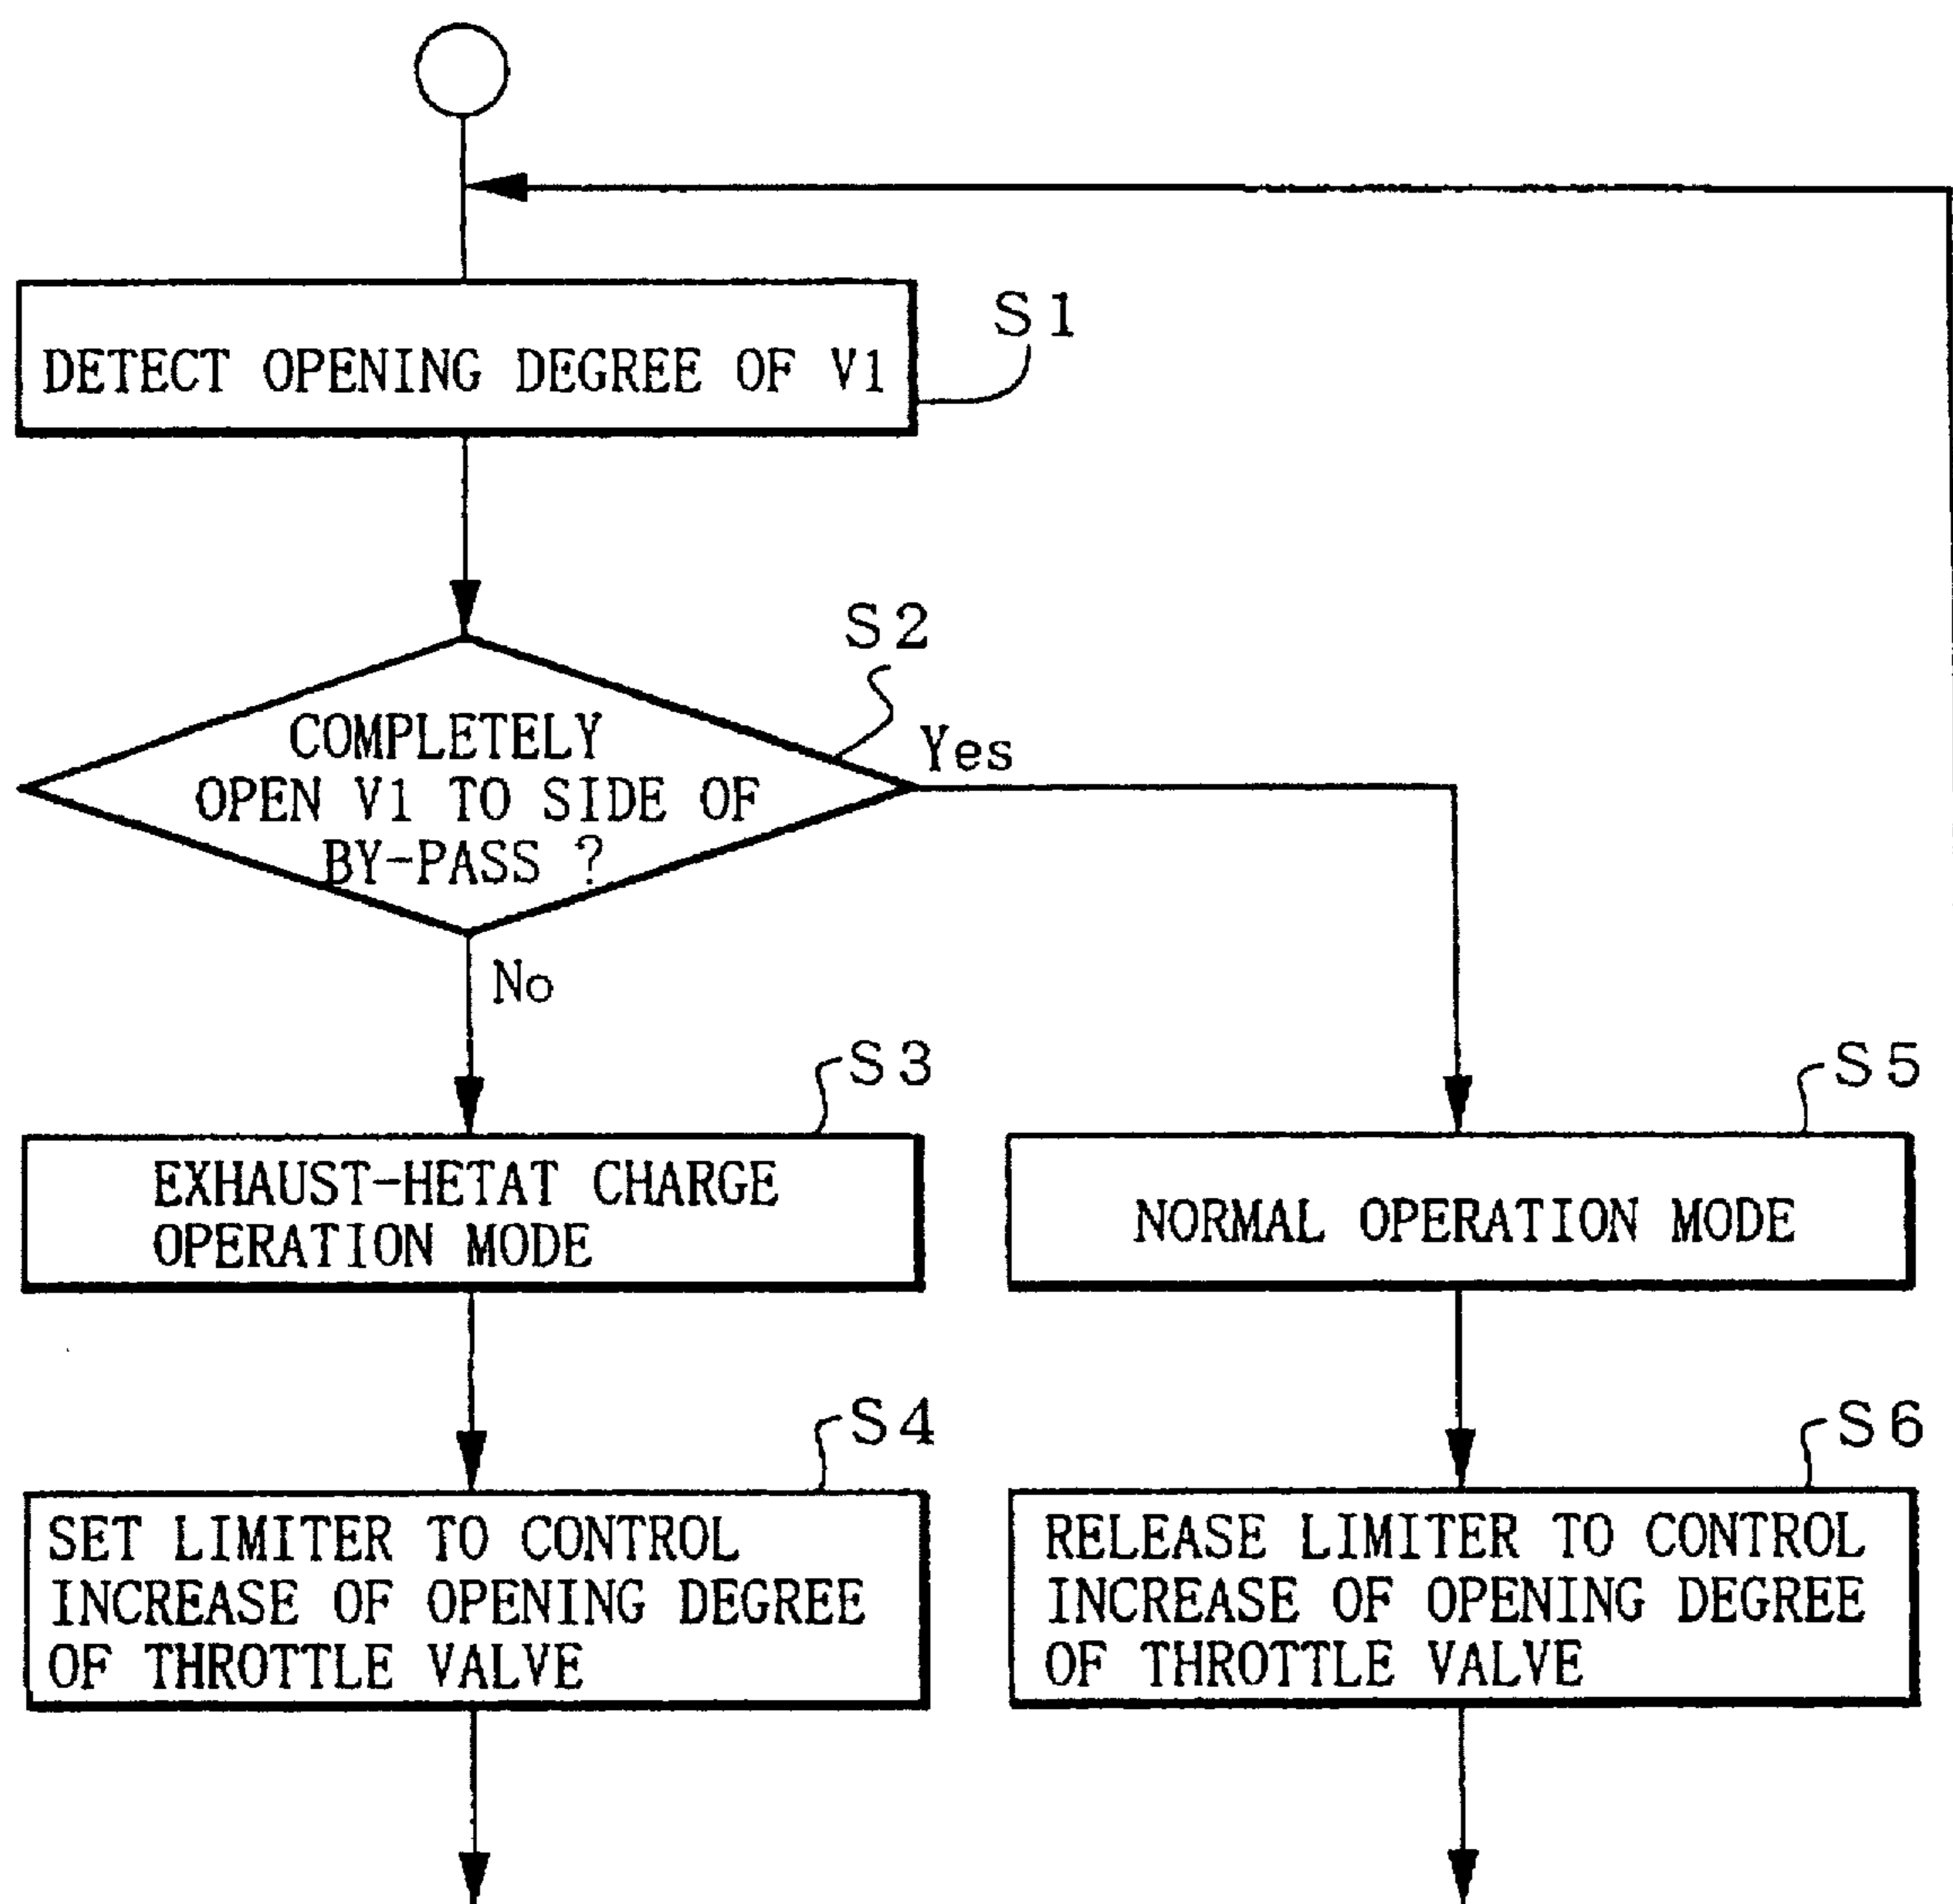 S1
DETECT OPENING DEGREE OF V1
S2
COMPLETELY
OPEN V1 TO SIDE OF
BY-PASS ?
Yes
No
S3
EXHAUST-HETAT CHARGE
OPERATION MODE
S5
NORMAL OPERATION MODE
S4
SET LIMITER TO CONTROL
INCREASE OF OPENING DEGREE
OF THROTTLE VALVE
S6
RELEASE LIMITER TO CONTROL
INCREASE OF OPENING DEGREE
OF THROTTLE VALVE